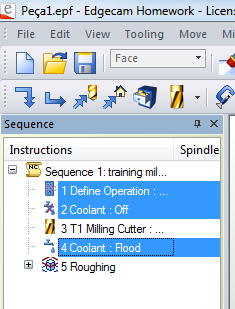 Peça1.epf - Edgecam Homework - Licens
File Edit View Tooling Move M
Face
Sequence
Instructions Spindle
Sequence 1: training mil...
1 Define Operation : ...
2 Coolant : Off
3 T1 Milling Cutter : ...
4 Coolant : Flood
5 Roughing